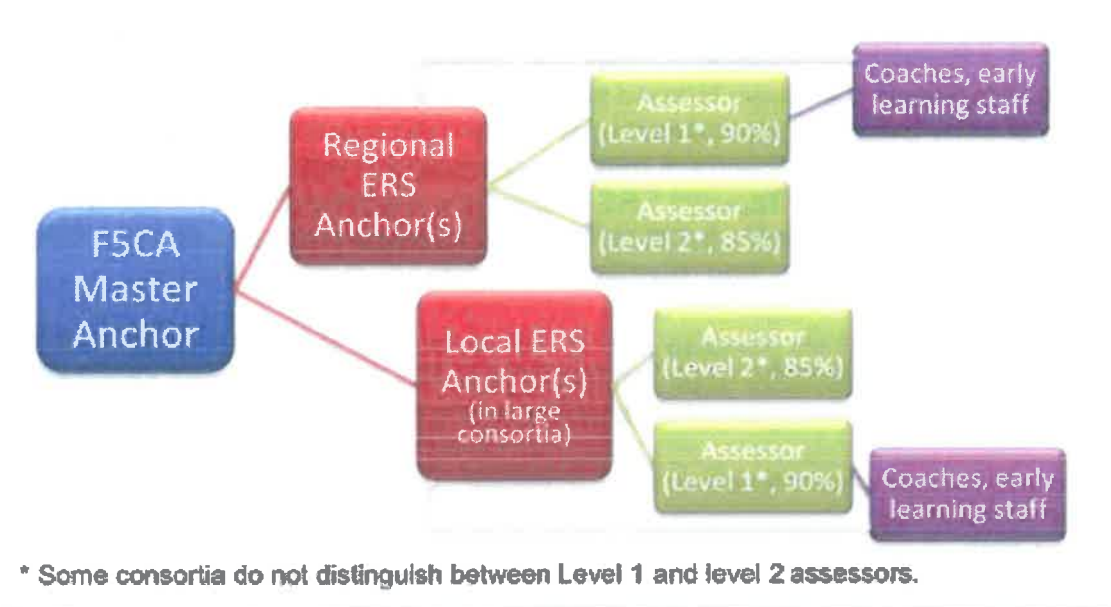 F5CA
Master
Anchor
Regional
ERS
Anchor(s)
Assessor
(Level 1*, 90%)
Coaches, early
learning staff
Assessor
(Level 2*, 85%)
Local ERS
Anchor(s)
(in large
consortia)
Assessor
(Level 2*, 85%)
Assessor
(Level 1*, 90%)
Coaches, early
learning staff
* Some consortia do not distinguish between Level 1 and level 2 assessors.